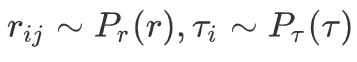 $r_{ij} \sim P_r(r), \tau_i \sim P_\tau(\tau)$